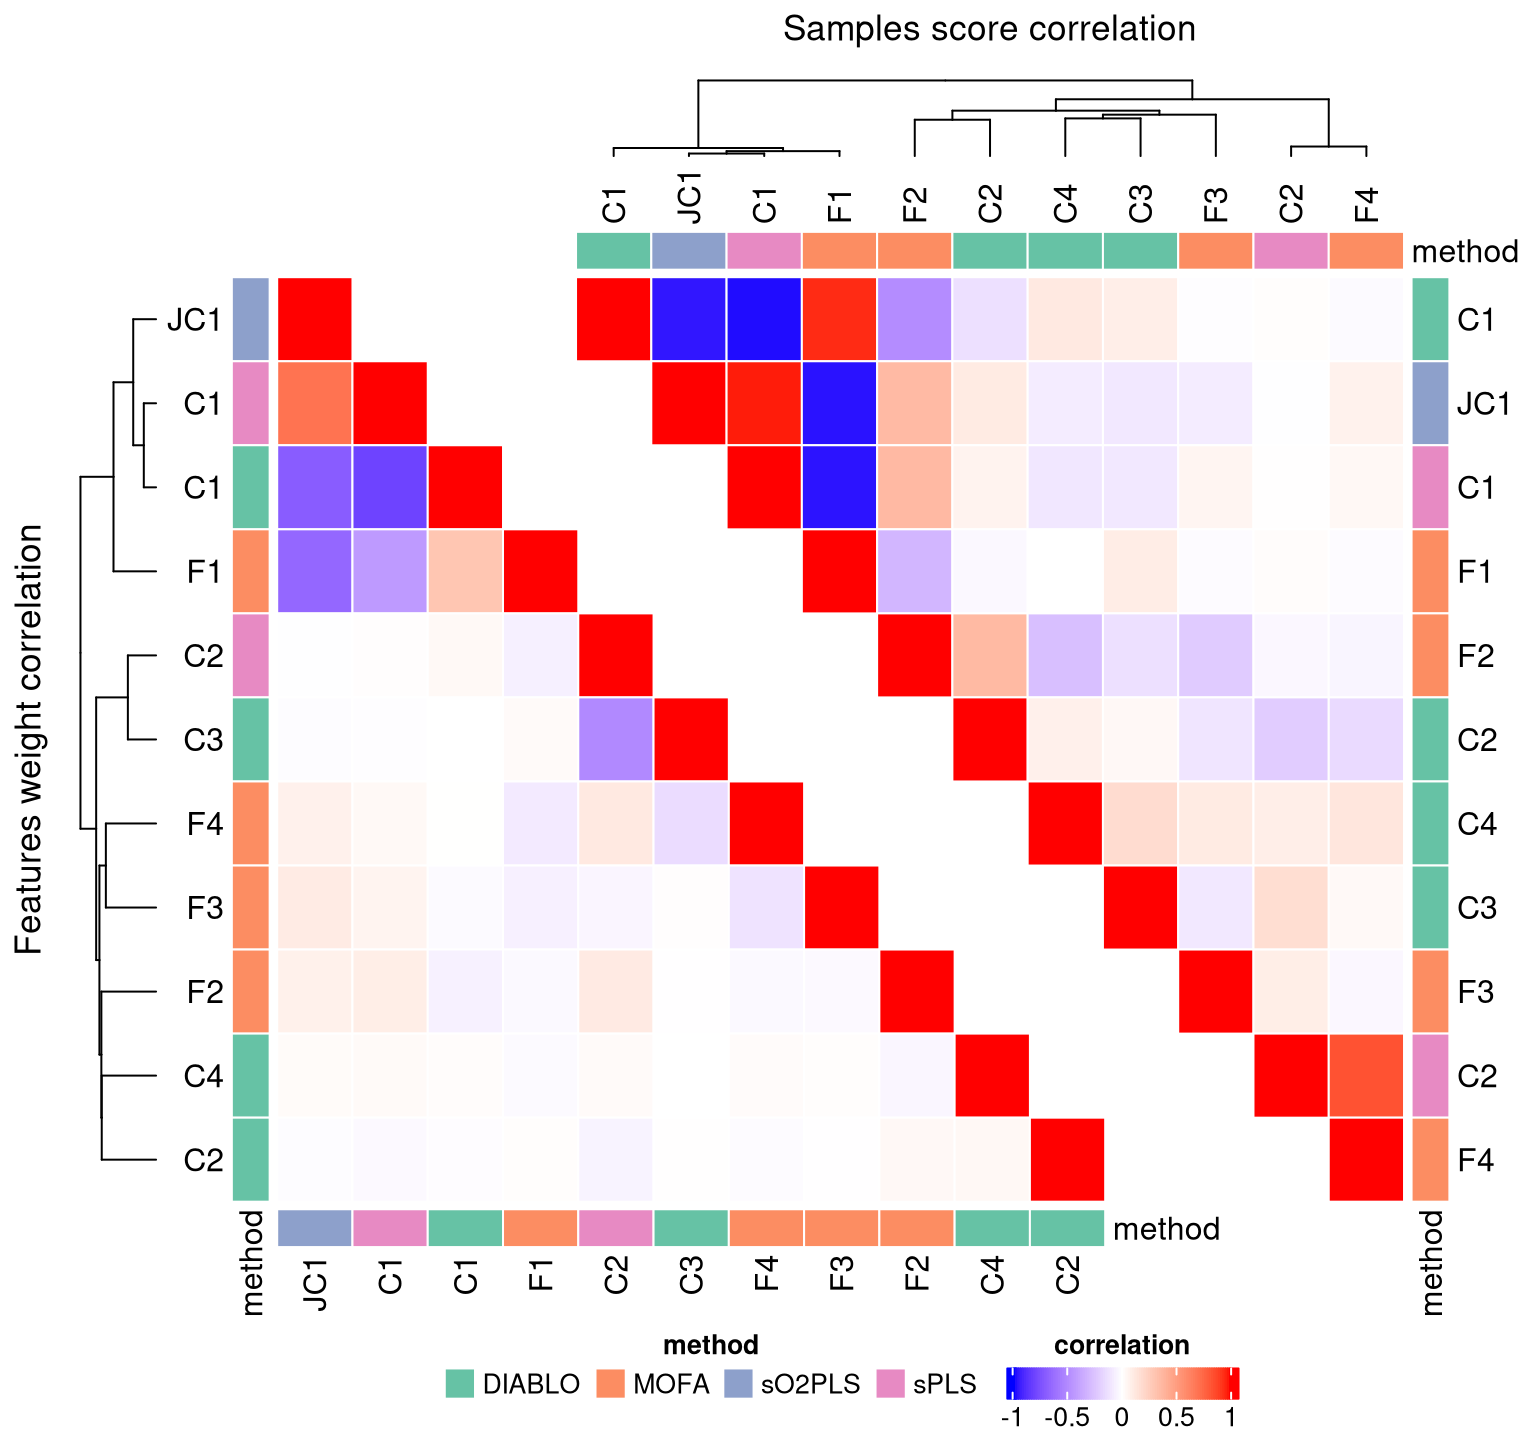 Samples score correlation
C1 JC1 C1 F1 F2 C2 C4 C3 F3 C2 F4
method
JC1 C1
C1 JC1
C1 C1
F1 F1
C2 F2
C3 C2
F4 C4
F3 C3
F2 F3
C4 C2
C2 F4
Features weight correlation
method
method
method
JC1 C1 C1 F1 C2 C3 F4 F3 F2 C4 C2
method correlation
DIABLO MOFA sO2PLS sPLS
-1 -0.5 0 0.5 1